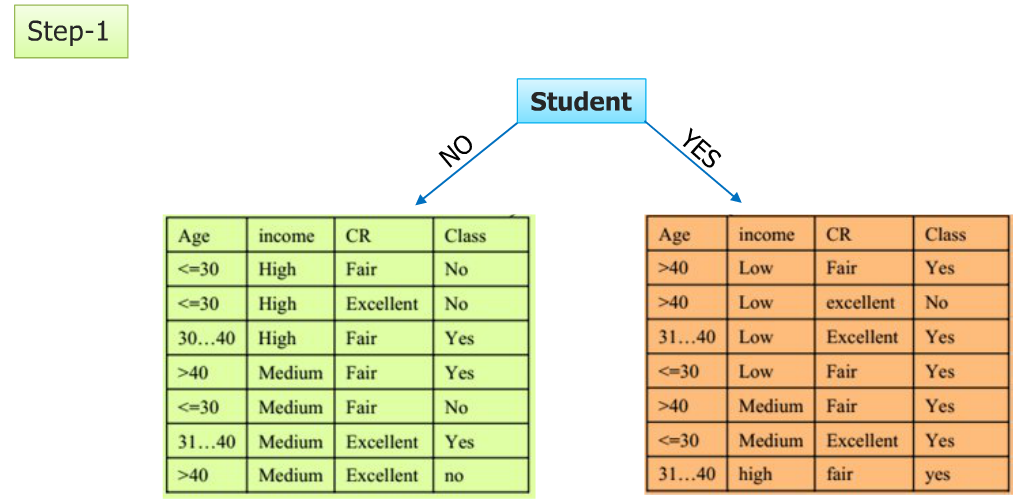 Step-1
Student
NO
YES
Age income CR Class
<=30 High Fair No
<=30 High Excellent No
30...40 High Fair Yes
>40 Medium Fair Yes
<=30 Medium Fair No
31...40 Medium Excellent Yes
>40 Medium Excellent no
Age income CR Class
>40 Low Fair Yes
>40 Low excellent No
31...40 Low Excellent Yes
<=30 Low Fair Yes
>40 Medium Fair Yes
<=30 Medium Excellent Yes
31...40 high fair yes